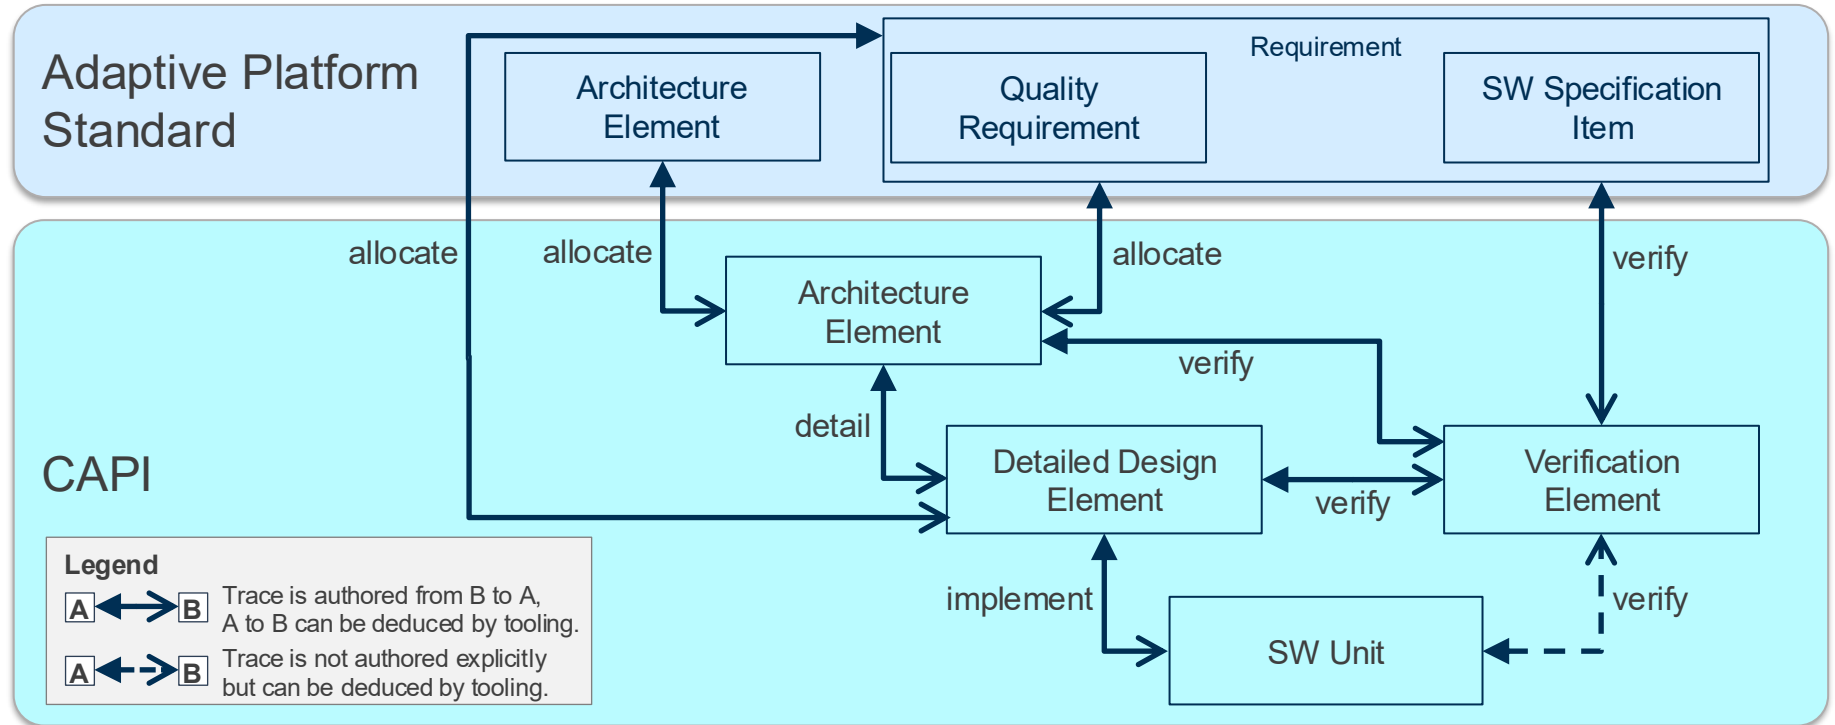 Adaptive Platform
Standard
Requirement
Architecture
Element
Quality
Requirement
SW Specification
Item
allocate
allocate
allocate
verify
Architecture
Element
verify
detail
CAPI
Detailed Design
Element
verify
Verification
Element
Legend
A
B
Trace is authored from B to A,
A to B can be deduced by tooling.
A
B
Trace is not authored explicitly
but can be deduced by tooling.
implement
SW Unit
verify